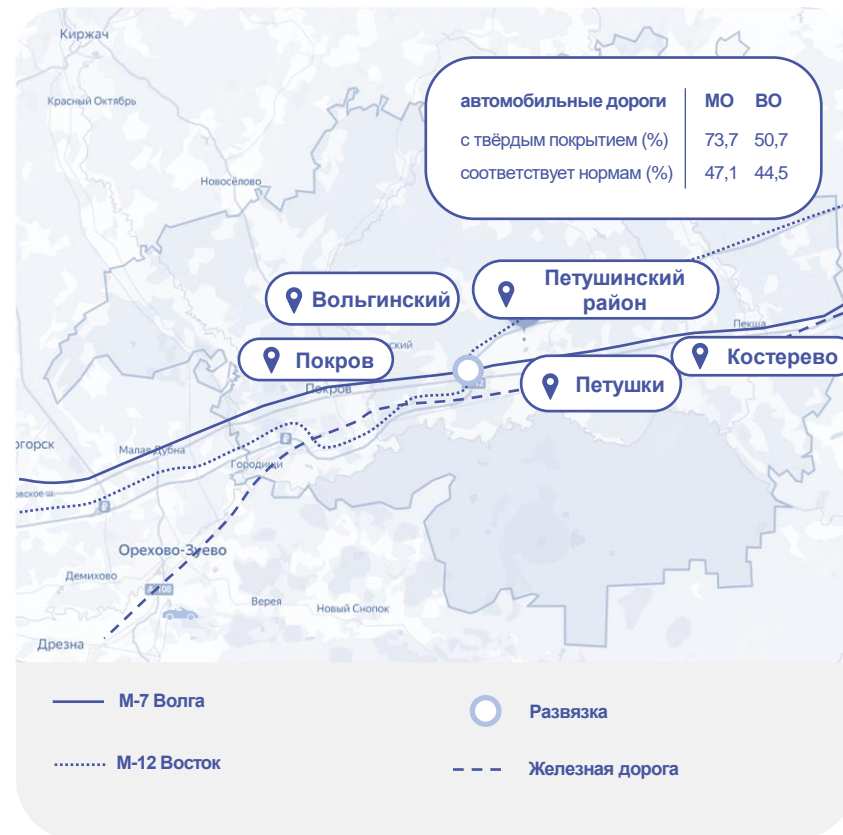 Киржач
Красный Октябрь
автомобильные дороги МО ВО
с твёрдым покрытием (%) 73,7 50,7
соответствует нормам (%) 47,1 44,5
Новосёлово
Вольгинский
Петушинский
район
Пекша
Покров
Костерево
Петушки
Покров
Малая Дубна
Городищи
Орехово-Зуево
Демихово
Верея
Новый Снопок
Дрезна
М-7 Волга
Развязка
М-12 Восток
Железная дорога